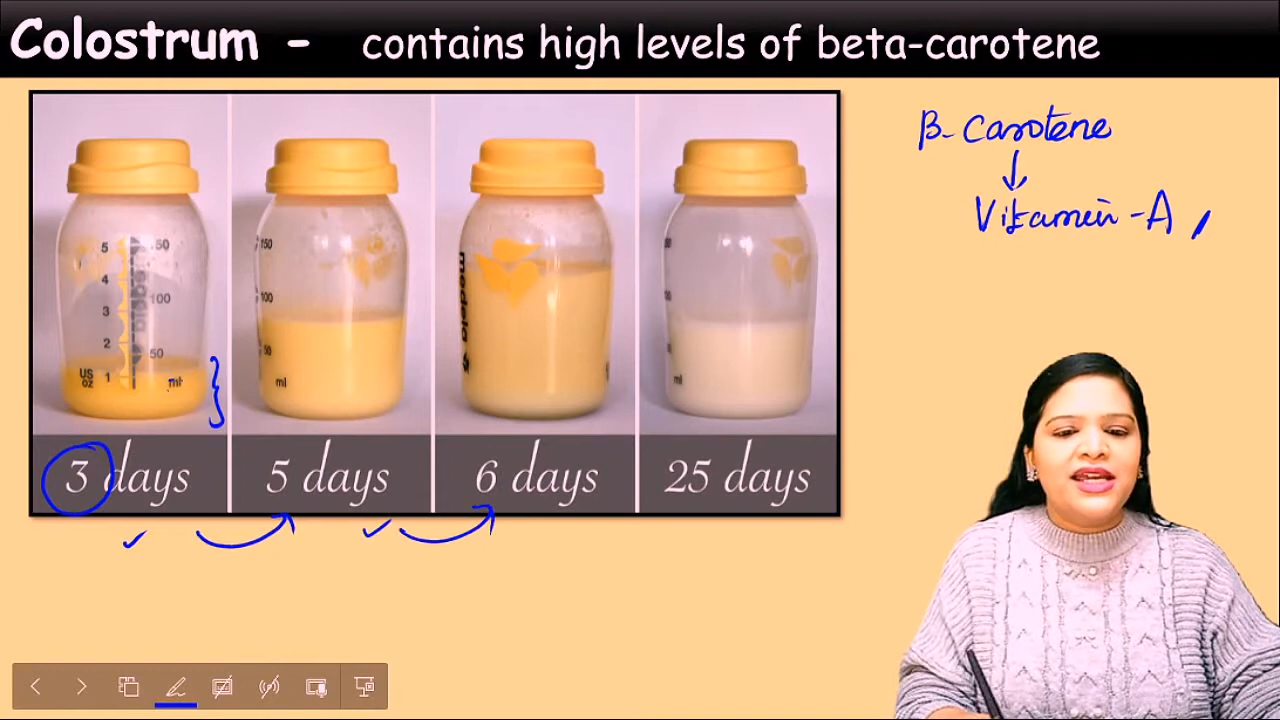 Colostrum - contains high levels of beta-carotene
β- Carotene
↓
Vitamin -A,
5
150
4
3
100
2
50
US oz
1
ml
150
100
50
ml
medela
ml
3 days
5 days
6 days
25 days